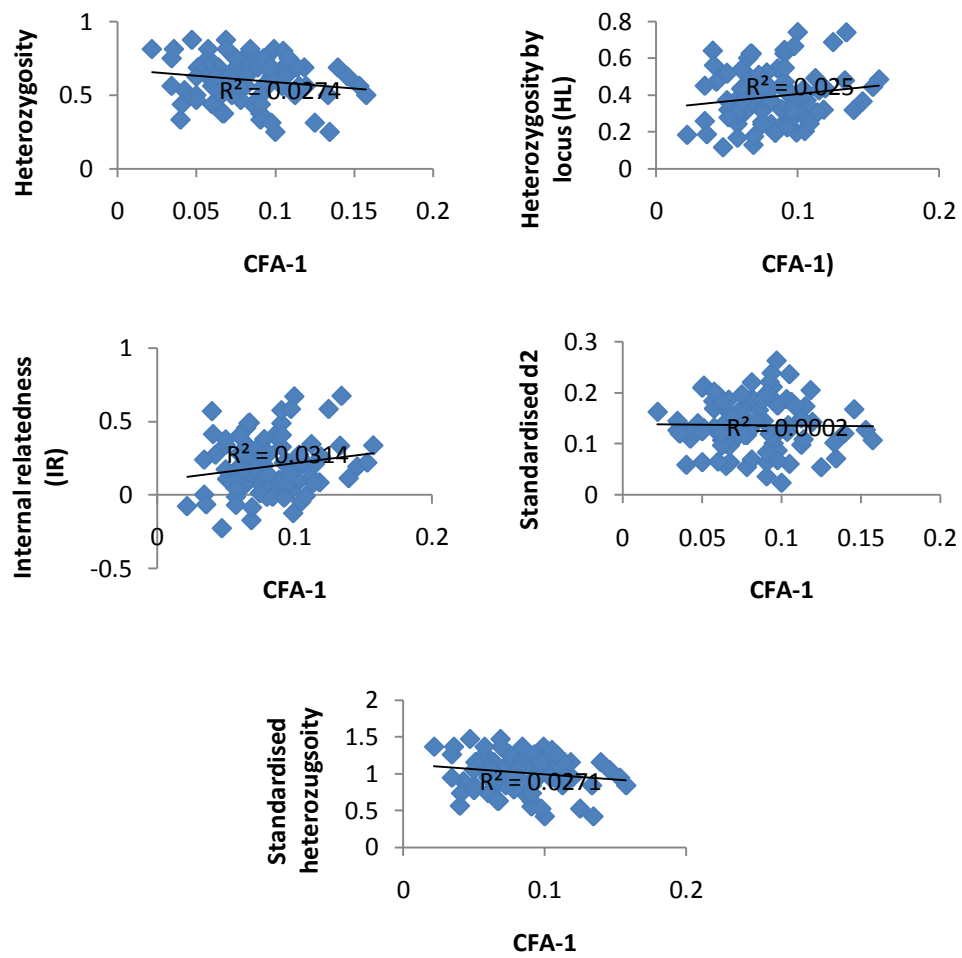 Heterozygosity
1
0.5
0
R² = 0.0274
0 0.05 0.1 0.15 0.2
CFA-1
Heterozygosity by
locus (HL)
0.8
0.6
0.4
0.2
0
R² = 0.025
0 0.1 0.2
CFA-1)
Internal relatedness
(IR)
1
0.5
0
-0.5
R² = 0.0314
0 0.1 0.2
CFA-1
Standardised d2
0.3
0.2
0.1
0
R² = 0.0002
0 0.05 0.1 0.15 0.2
CFA-1
Standardised
heterozugsoity
2
1.5
1
0.5
0
R² = 0.0271
0 0.1 0.2
CFA-1